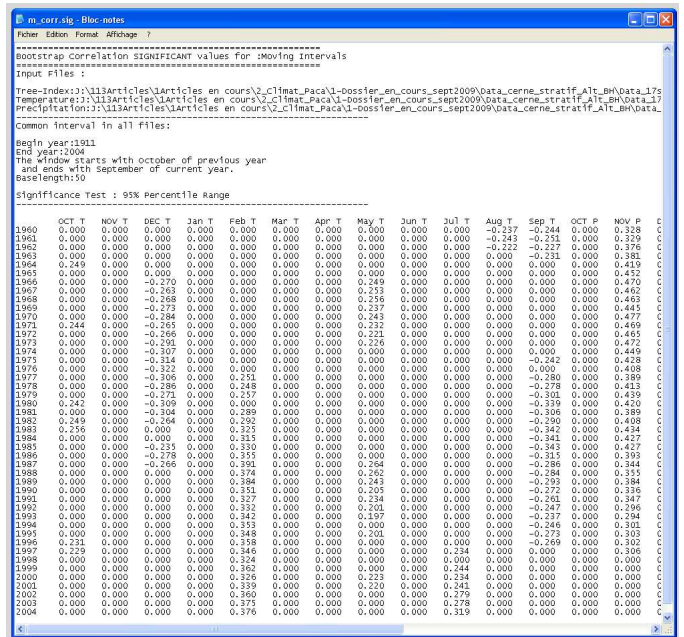 m_corr.sig - Bloc-notes
Fichier Edition Format Affichage ?
==========================================================
Bootstrap Correlation SIGNIFICANT values for :Moving Intervals
==========================================================
Input Files :
Tree-Index:J:\113Articles\1Articles en cours\2_Climat_Paca\1-Dossier_en_cours_sept2009\Data_cerne_stratif_Alt_BH\Data_17s
Temperature:J:\113Articles\1Articles en cours\2_Climat_Paca\1-Dossier_en_cours_sept2009\Data_cerne_stratif_Alt_BH\Data_17
Precipitation:J:\113Articles\1Articles en cours\2_Climat_Paca\1-Dossier_en_cours_sept2009\Data_cerne_stratif_Alt_BH\Data_
------------------------------------------------------------------
Common interval in all files:
Begin year:1911
End year:2004
The window starts with October of previous year
and ends with September of current year.
Baselength:50
Significance Test : 95% Percentile Range
------------------------------------------------------------------
OCT T NOV T DEC T Jan T Feb T Mar T Apr T May T Jun T Jul T Aug T Sep T OCT P NOV P
1960 0.000 0.000 0.000 0.000 0.000 0.000 0.000 0.000 0.000 0.000 -0.237 -0.244 0.000 0.328
1961 0.000 0.000 0.000 0.000 0.000 0.000 0.000 0.000 0.000 0.000 -0.243 -0.251 0.000 0.329
1962 0.000 0.000 0.000 0.000 0.000 0.000 0.000 0.000 0.000 0.000 -0.222 -0.227 0.000 0.376
1963 0.000 0.000 0.000 0.000 0.000 0.000 0.000 0.000 0.000 0.000 0.000 -0.231 0.000 0.381
1964 0.249 0.000 0.000 0.000 0.000 0.000 0.000 0.000 0.000 0.000 0.000 0.000 0.000 0.419
1965 0.000 0.000 0.000 0.000 0.000 0.000 0.000 0.000 0.000 0.000 0.000 0.000 0.000 0.452
1966 0.000 0.000 -0.270 0.000 0.000 0.000 0.000 0.249 0.000 0.000 0.000 0.000 0.000 0.470
1967 0.000 0.000 -0.263 0.000 0.000 0.000 0.000 0.253 0.000 0.000 0.000 0.000 0.000 0.462
1968 0.000 0.000 -0.268 0.000 0.000 0.000 0.000 0.256 0.000 0.000 0.000 0.000 0.000 0.463
1969 0.000 0.000 -0.273 0.000 0.000 0.000 0.000 0.237 0.000 0.000 0.000 0.000 0.000 0.445
1970 0.000 0.000 -0.284 0.000 0.000 0.000 0.000 0.243 0.000 0.000 0.000 0.000 0.000 0.477
1971 0.244 0.000 -0.265 0.000 0.000 0.000 0.000 0.232 0.000 0.000 0.000 0.000 0.000 0.469
1972 0.000 0.000 -0.266 0.000 0.000 0.000 0.000 0.221 0.000 0.000 0.000 0.000 0.000 0.465
1973 0.000 0.000 -0.291 0.000 0.000 0.000 0.000 0.226 0.000 0.000 0.000 0.000 0.000 0.472
1974 0.000 0.000 -0.307 0.000 0.000 0.000 0.000 0.000 0.000 0.000 0.000 0.000 0.000 0.449
1975 0.000 0.000 -0.314 0.000 0.000 0.000 0.000 0.000 0.000 0.000 0.000 -0.242 0.000 0.428
1976 0.000 0.000 -0.322 0.000 0.000 0.000 0.000 0.000 0.000 0.000 0.000 0.000 0.000 0.408
1977 0.000 0.000 -0.306 0.000 0.251 0.000 0.000 0.000 0.000 0.000 0.000 -0.280 0.000 0.389
1978 0.000 0.000 -0.286 0.000 0.248 0.000 0.000 0.000 0.000 0.000 0.000 -0.278 0.000 0.413
1979 0.000 0.000 -0.271 0.000 0.257 0.000 0.000 0.000 0.000 0.000 0.000 -0.301 0.000 0.439
1980 0.242 0.000 -0.309 0.000 0.000 0.000 0.000 0.000 0.000 0.000 0.000 -0.339 0.000 0.420
1981 0.000 0.000 -0.304 0.000 0.289 0.000 0.000 0.000 0.000 0.000 0.000 -0.306 0.000 0.389
1982 0.249 0.000 -0.264 0.000 0.292 0.000 0.000 0.000 0.000 0.000 0.000 -0.290 0.000 0.408
1983 0.256 0.000 0.000 0.000 0.325 0.000 0.000 0.000 0.000 0.000 0.000 -0.342 0.000 0.434
1984 0.000 0.000 0.000 0.000 0.315 0.000 0.000 0.000 0.000 0.000 0.000 -0.341 0.000 0.427
1985 0.000 0.000 -0.235 0.000 0.330 0.000 0.000 0.000 0.000 0.000 0.000 -0.343 0.000 0.427
1986 0.000 0.000 -0.278 0.000 0.355 0.000 0.000 0.000 0.000 0.000 0.000 -0.315 0.000 0.393
1987 0.000 0.000 -0.266 0.000 0.391 0.000 0.000 0.264 0.000 0.000 0.000 -0.286 0.000 0.344
1988 0.000 0.000 0.000 0.000 0.374 0.000 0.000 0.262 0.000 0.000 0.000 -0.284 0.000 0.355
1989 0.000 0.000 0.000 0.000 0.384 0.000 0.000 0.243 0.000 0.000 0.000 -0.293 0.000 0.384
1990 0.000 0.000 0.000 0.000 0.351 0.000 0.000 0.205 0.000 0.000 0.000 -0.272 0.000 0.336
1991 0.000 0.000 0.000 0.000 0.327 0.000 0.000 0.234 0.000 0.000 0.000 -0.261 0.000 0.347
1992 0.000 0.000 0.000 0.000 0.332 0.000 0.000 0.201 0.000 0.000 0.000 -0.247 0.000 0.296
1993 0.000 0.000 0.000 0.000 0.342 0.000 0.000 0.197 0.000 0.000 0.000 -0.237 0.000 0.294
1994 0.000 0.000 0.000 0.000 0.353 0.000 0.000 0.000 0.000 0.000 0.000 -0.246 0.000 0.301
1995 0.000 0.000 0.000 0.000 0.348 0.000 0.000 0.201 0.000 0.000 0.000 -0.273 0.000 0.303
1996 0.231 0.000 0.000 0.000 0.358 0.000 0.000 0.000 0.000 0.000 0.000 -0.269 0.000 0.302
1997 0.229 0.000 0.000 0.000 0.346 0.000 0.000 0.000 0.000 0.234 0.000 0.000 0.000 0.306
1998 0.000 0.000 0.000 0.000 0.324 0.000 0.000 0.000 0.000 0.000 0.000 0.000 0.000 0.000
1999 0.000 0.000 0.000 0.000 0.362 0.000 0.000 0.000 0.000 0.244 0.000 0.000 0.000 0.000
2000 0.000 0.000 0.000 0.000 0.326 0.000 0.000 0.223 0.000 0.234 0.000 0.000 0.000 0.000
2001 0.000 0.000 0.000 0.000 0.339 0.000 0.000 0.220 0.000 0.241 0.000 0.000 0.000 0.000
2002 0.000 0.000 0.000 0.000 0.360 0.000 0.000 0.000 0.000 0.279 0.000 0.000 0.000 0.000
2003 0.000 0.000 0.000 0.000 0.375 0.000 0.000 0.000 0.000 0.278 0.000 0.000 0.000 0.000
2004 0.000 0.000 0.000 0.000 0.376 0.000 0.000 0.000 0.000 0.319 0.000 0.000 0.000 0.000